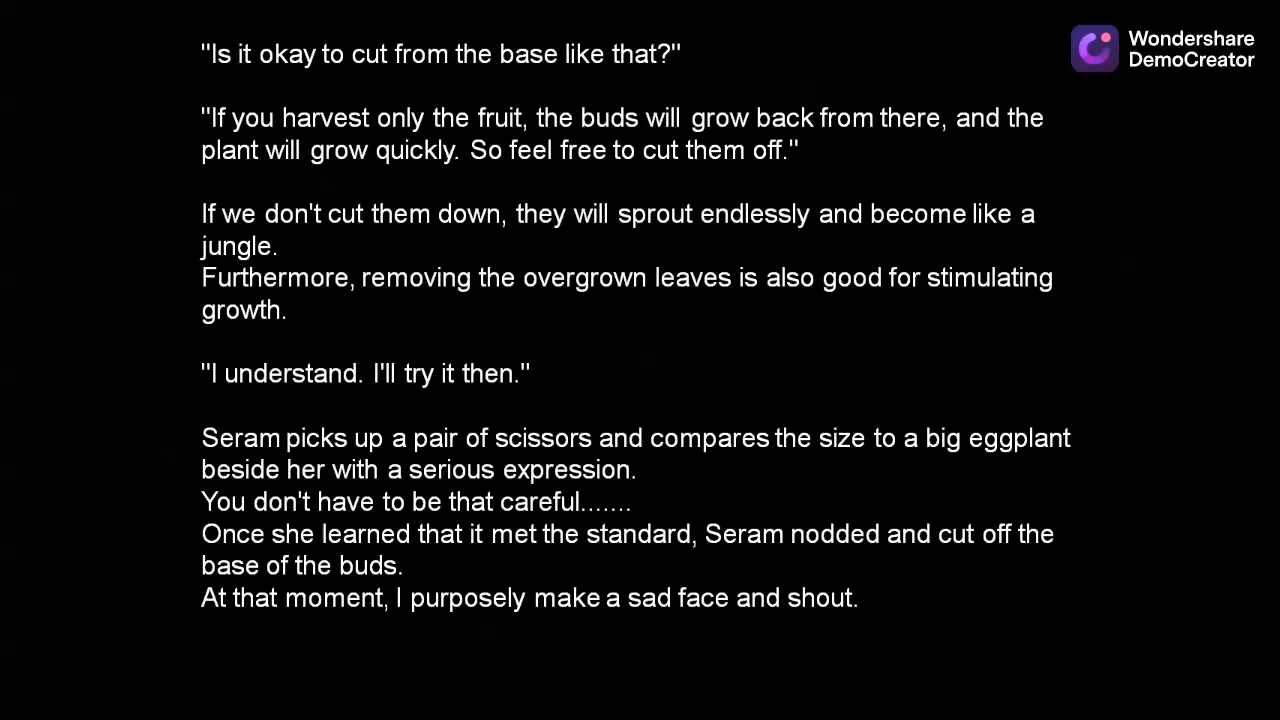 "Is it okay to cut from the base like that?"
Wondershare
DemoCreator
"If you harvest only the fruit, the buds will grow back from there, and the
plant will grow quickly. So feel free to cut them off."
If we don't cut them down, they will sprout endlessly and become like a
jungle.
Furthermore, removing the overgrown leaves is also good for stimulating
growth.
"I understand. I'll try it then."
Seram picks up a pair of scissors and compares the size to a big eggplant
beside her with a serious expression.
You don't have to be that careful.......
Once she learned that it met the standard, Seram nodded and cut off the
base of the buds.
At that moment, I purposely make a sad face and shout.